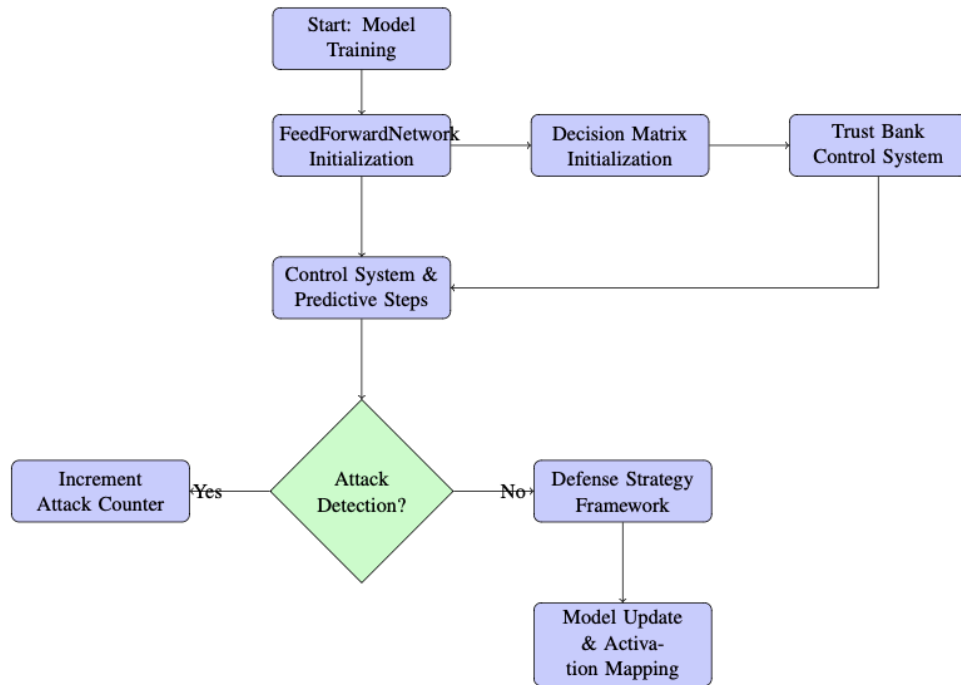 Start: Model
Training
FeedForwardNetwork
Initialization
Decision Matrix
Initialization
Trust Bank
Control System
Control System &
Predictive Steps
Attack
Detection?
Yes
Increment
Attack Counter
No
Defense Strategy
Framework
Model Update
& Activa-
tion Mapping